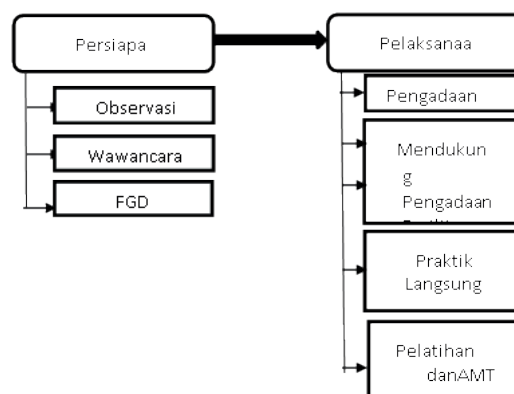 Persiapa
Pelaksanaa
Observasi
Wawancara
FGD
Pengadaan
Mendukun
g
Pengadaan
Praktik
Langsung
Pelatihan
danAMT